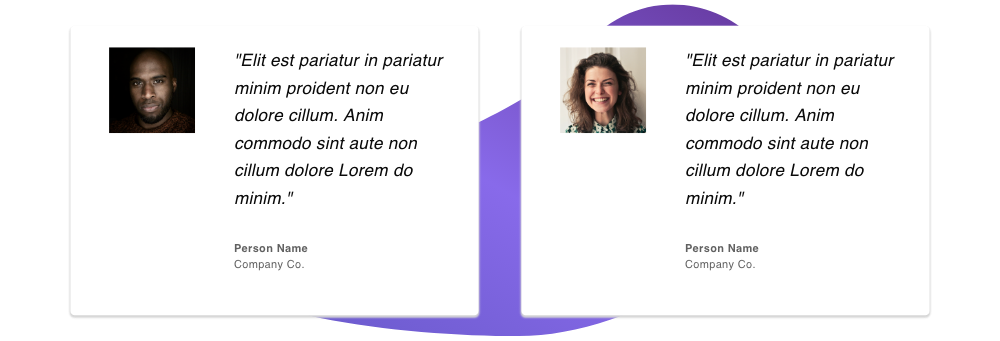 "Elit est pariatur in pariatur
minim proident non eu
dolore cillum. Anim
commodo sint aute non
cillum dolore Lorem do
minim."
Person Name
Company Co.
"Elit est pariatur in pariatur
minim proident non eu
dolore cillum. Anim
commodo sint aute non
cillum dolore Lorem do
minim."
Person Name
Company Co.